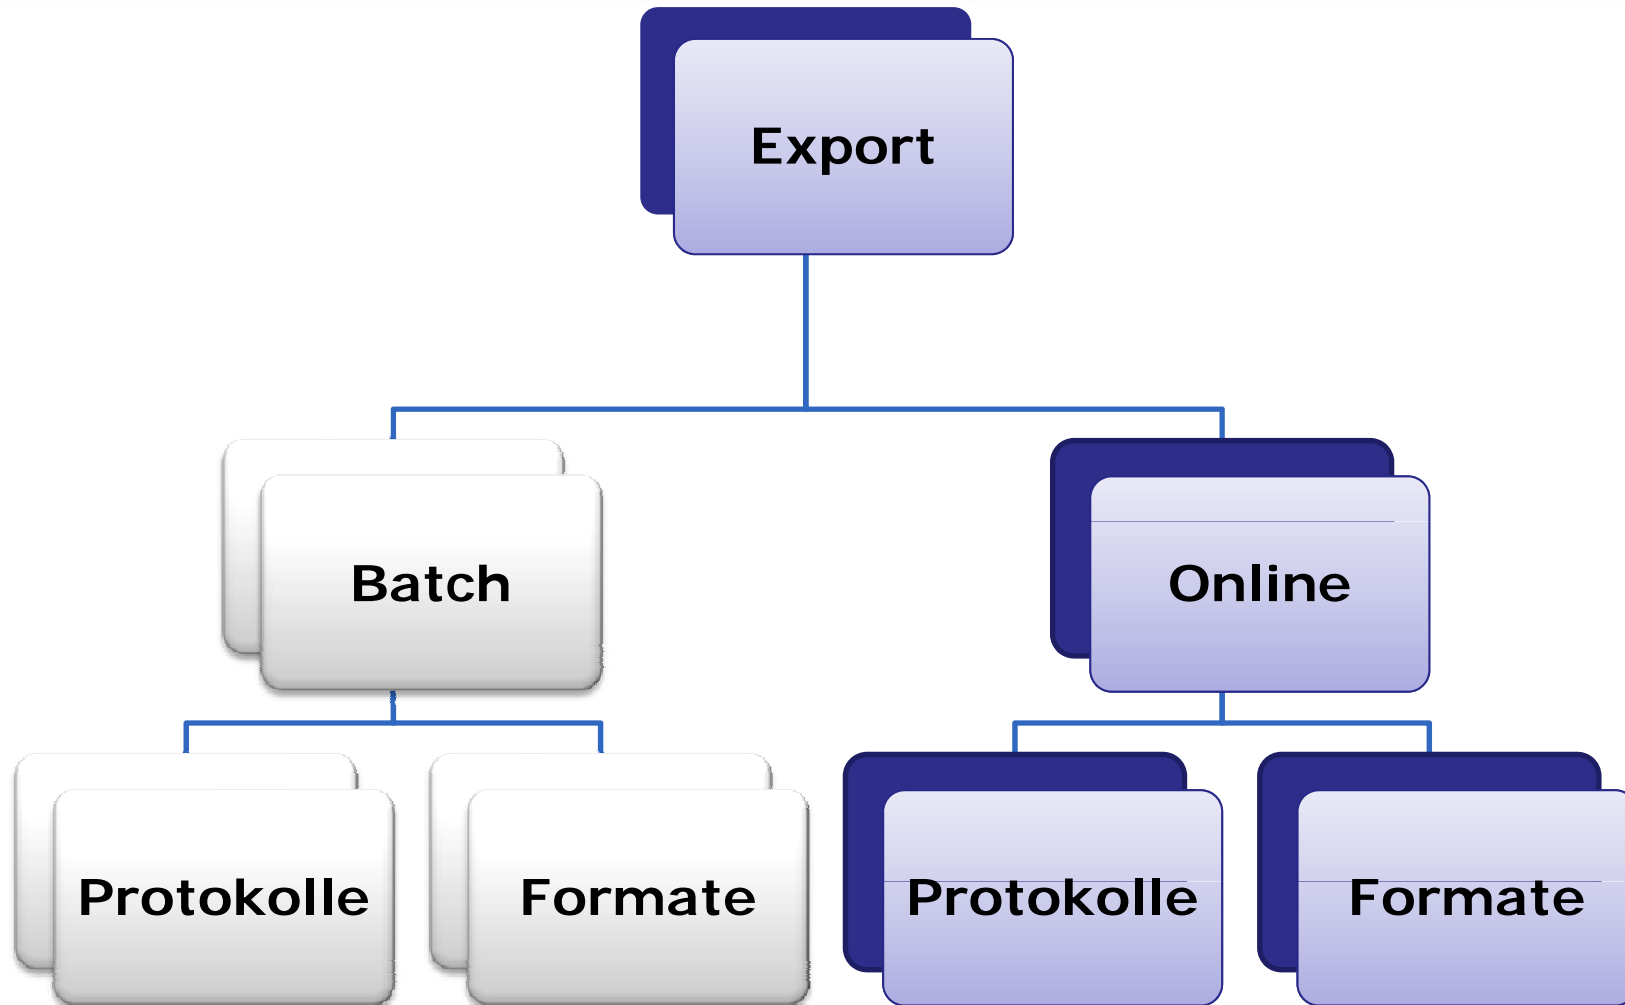 Export
Batch
Online
Protokolle
Formate
Protokolle
Formate